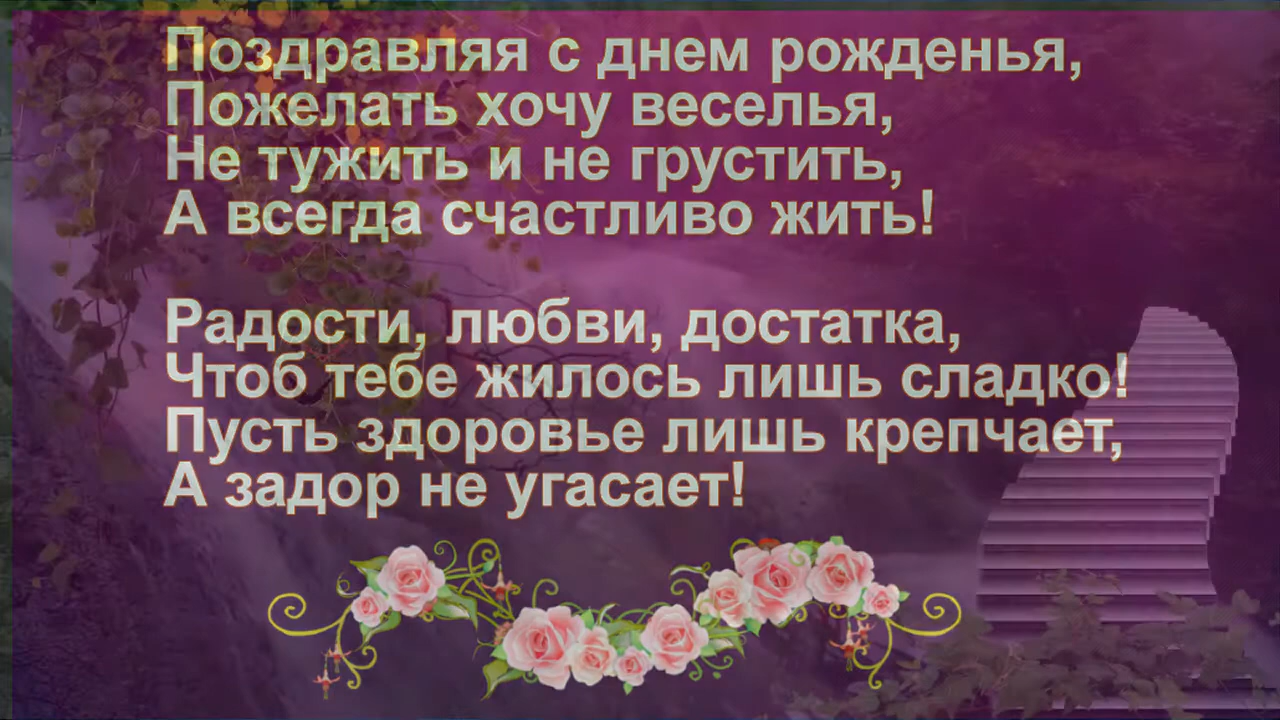 Поздравляя с днем рожденья,
Пожелать хочу веселья,
Не тужить и не грустить,
А всегда счастливо жить!
Радости, любви, достатка,
Чтоб тебе жилось лишь сладко!
Пусть здоровье лишь крепчает,
А задор не угасает!